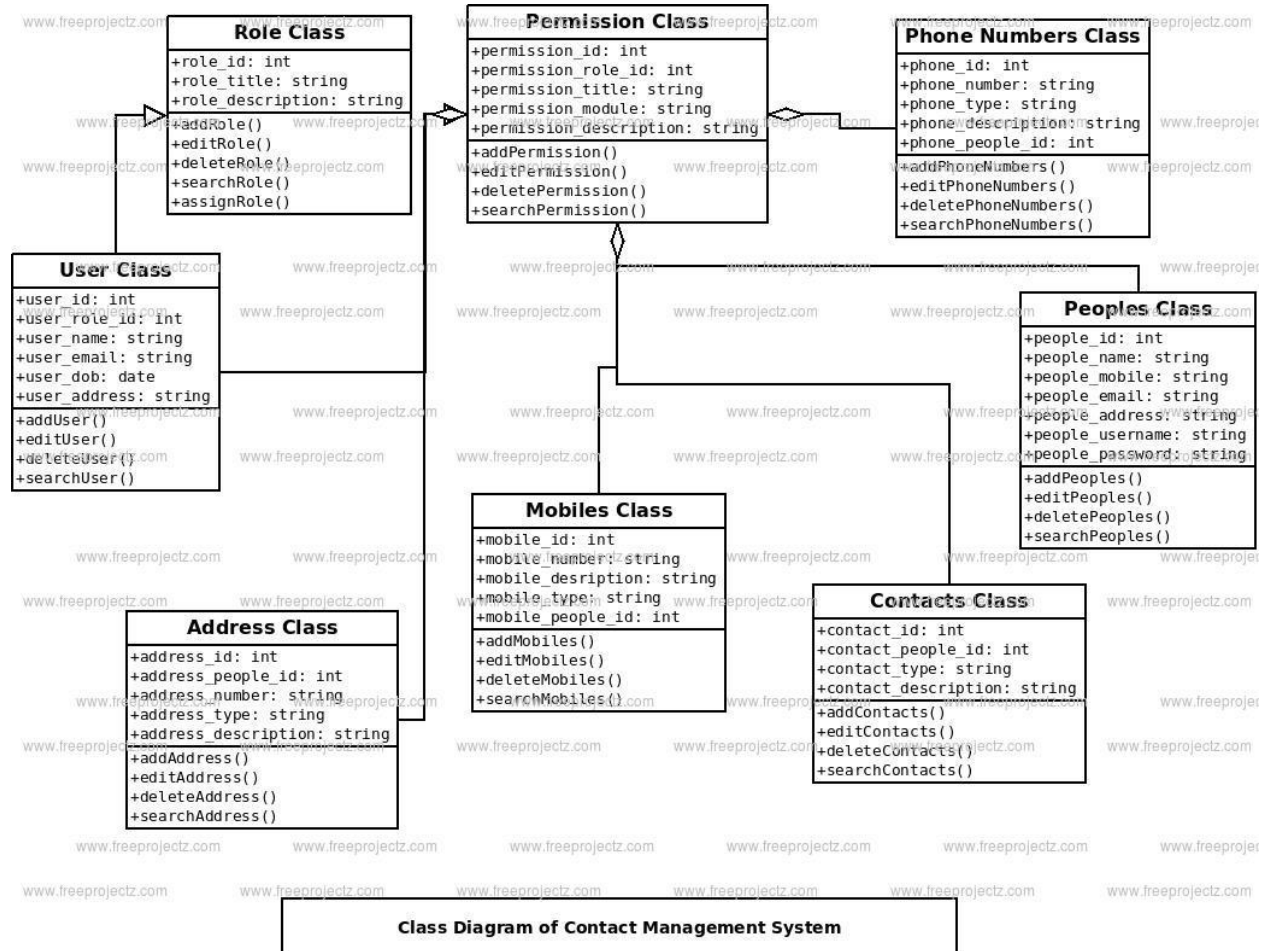 Role Class
+role_id: int
+role_title: string
+role_description: string
+addRole()
+editRole()
+deleteRole()
+searchRole()
+assignRole()
Permission Class
+permission_id: int
+permission_role_id: int
+permission_title: string
+permission_module: string
+permission_description: string
+addPermission()
+editPermission()
+deletePermission()
+searchPermission()
Phone Numbers Class
+phone_id: int
+phone_number: string
+phone_type: string
+phone_description: string
+phone_people_id: int
+addPhoneNumbers()
+editPhoneNumbers()
+deletePhoneNumbers()
+searchPhoneNumbers()
User Class
+user_id: int
+user_role_id: int
+user_name: string
+user_email: string
+user_dob: date
+user_address: string
+addUser()
+editUser()
+deleteUser()
+searchUser()
Peoples Class
+people_id: int
+people_name: string
+people_mobile: string
+people_email: string
+people_address: string
+people_username: string
+people_password: string
+addPeoples()
+editPeoples()
+deletePeoples()
+searchPeoples()
Mobiles Class
+mobile_id: int
+mobile_number: string
+mobile_desription: string
+mobile_type: string
+mobile_people_id: int
+addMobiles()
+editMobiles()
+deleteMobiles()
+searchMobiles()
Contacts Class
+contact_id: int
+contact_people_id: int
+contact_type: string
+contact_description: string
+addContacts()
+editContacts()
+deleteContacts()
+searchContacts()
Address Class
+address_id: int
+address_people_id: int
+address_number: string
+address_type: string
+address_description: string
+addAddress()
+editAddress()
+deleteAddress()
+searchAddress()
Class Diagram of Contact Management System
www.freeprojectz.com